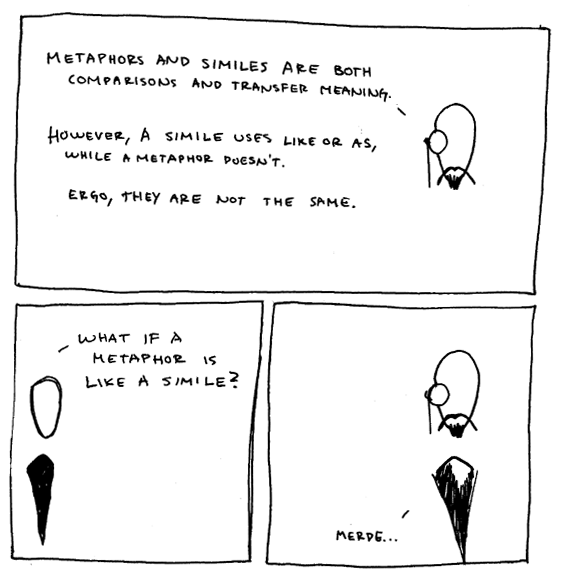 METAPHORS AND SIMILES ARE BOTH
COMPARISONS AND TRANSFER MEANING.
HOWEVER, A SIMILE USES LIKE OR AS,
WHILE A METAPHOR DOESN'T.
ERGO, THEY ARE NOT THE SAME.
WHAT IF A
METAPHOR IS
LIKE A SIMILE?
MERDE...